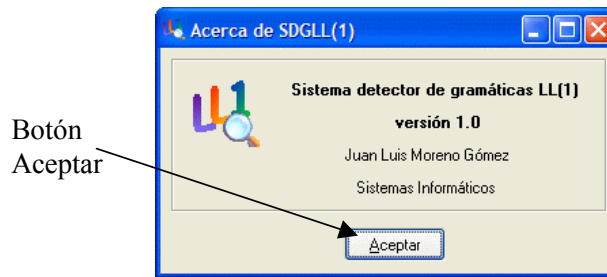 Acerca de SDGLL(1)
Sistema detector de gramáticas LL(1)
versión 1.0
Juan Luis Moreno Gómez
Sistemas Informáticos
Botón
Aceptar
Aceptar